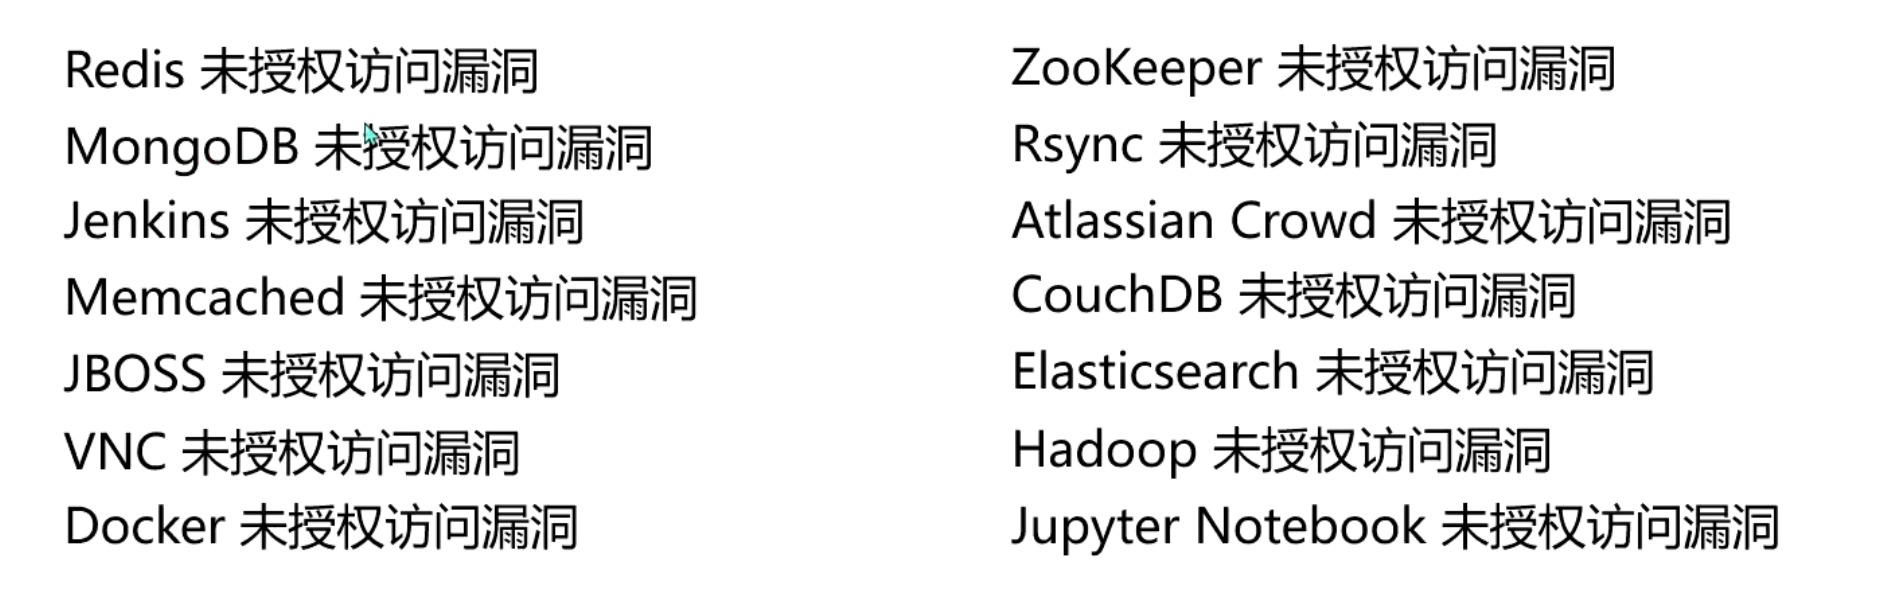 Redis 未授权访问漏洞
MongoDB 未授权访问漏洞
Jenkins 未授权访问漏洞
Memcached 未授权访问漏洞
JBOSS 未授权访问漏洞
VNC 未授权访问漏洞
Docker 未授权访问漏洞
ZooKeeper 未授权访问漏洞
Rsync 未授权访问漏洞
Atlassian Crowd 未授权访问漏洞
CouchDB 未授权访问漏洞
Elasticsearch 未授权访问漏洞
Hadoop 未授权访问漏洞
Jupyter Notebook 未授权访问漏洞